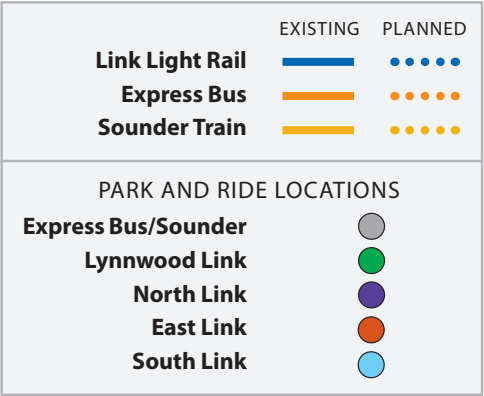 EXISTING PLANNED
Link Light Rail
Express Bus
Sounder Train
PARK AND RIDE LOCATIONS
Express Bus/Sounder
Lynnwood Link
North Link
East Link
South Link